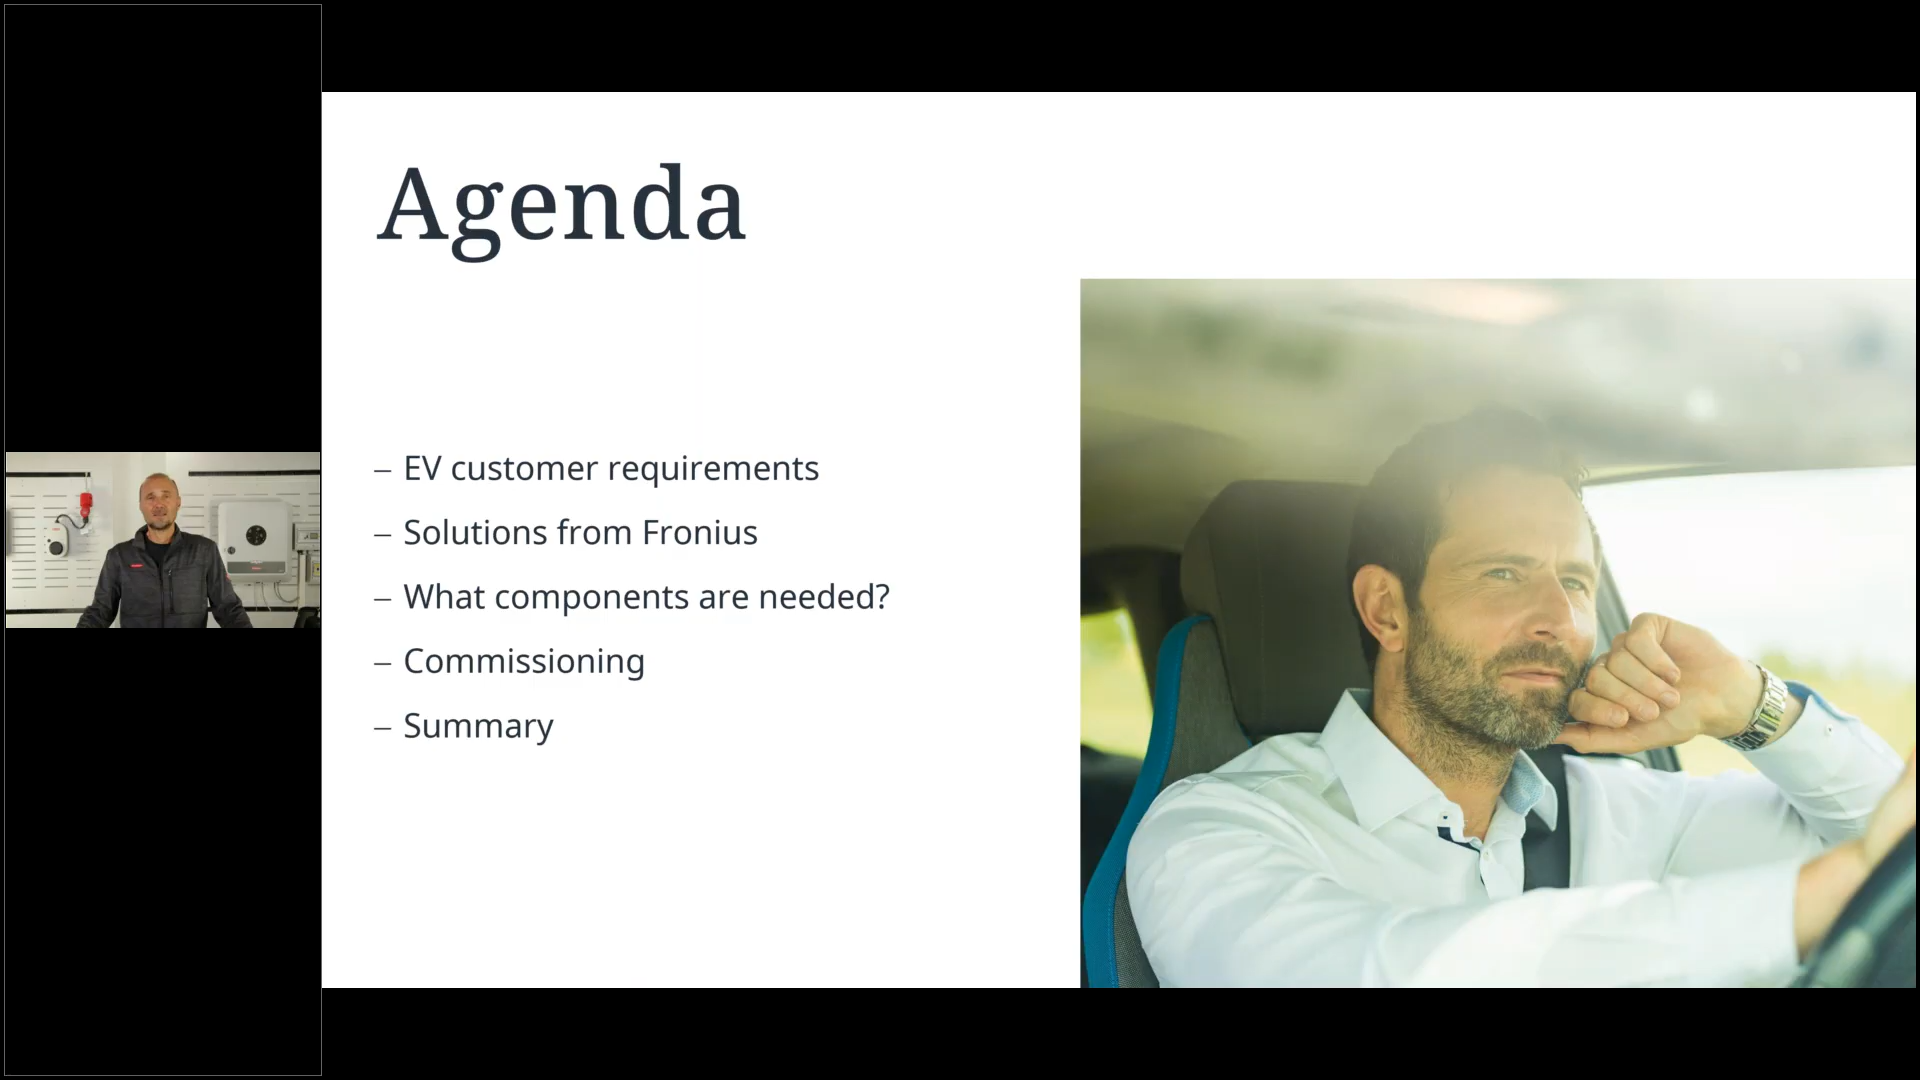 Agenda
– EV customer requirements
– Solutions from Fronius
– What components are needed?
– Commissioning
– Summary